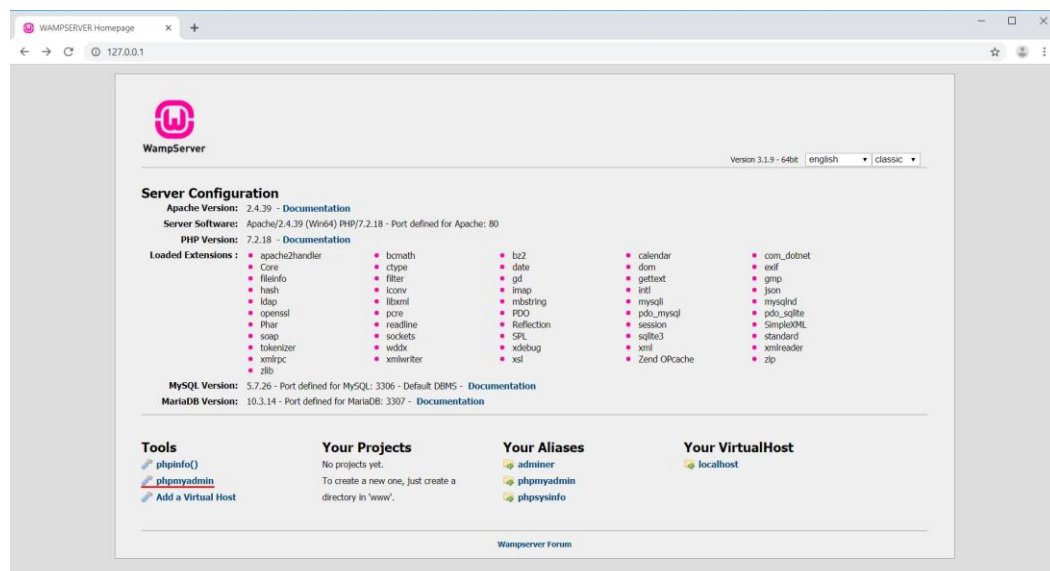 WAMPSERVER Homepage
127.0.0.1
WampServer
Version 3.1.9 - 64bit english classic
Server Configuration
Apache Version: 2.4.39 - Documentation
Server Software: Apache/2.4.39 (Win64) PHP/7.2.18 - Port defined for Apache: 80
PHP Version: 7.2.18 - Documentation
Loaded Extensions : apache2handler bcmath bz2 calendar com_dotnet
Core ctype date dom exif
fileinfo filter gd gettext gmp
hash iconv imap intl json
ldap libxml mbstring mysqli mysqlnd
openssl pcre PDO pdo_mysql pdo_sqlite
Phar readline Reflection session SimpleXML
soap sockets SPL sqlite3 standard
tokenizer wddx xdebug xml xmlreader
xmlrpc xmlwriter xsl Zend OPcache zip
zlib
MySQL Version: 5.7.26 - Port defined for MySQL: 3306 - Default DBMS - Documentation
MariaDB Version: 10.3.14 - Port defined for MariaDB: 3307 - Documentation
Tools
phpinfo()
phpmyadmin
Add a Virtual Host
Your Projects
No projects yet.
To create a new one, just create a
directory in 'www'.
Your Aliases
adminer
phpmyadmin
phpsysinfo
Your VirtualHost
localhost
Wampserver Forum